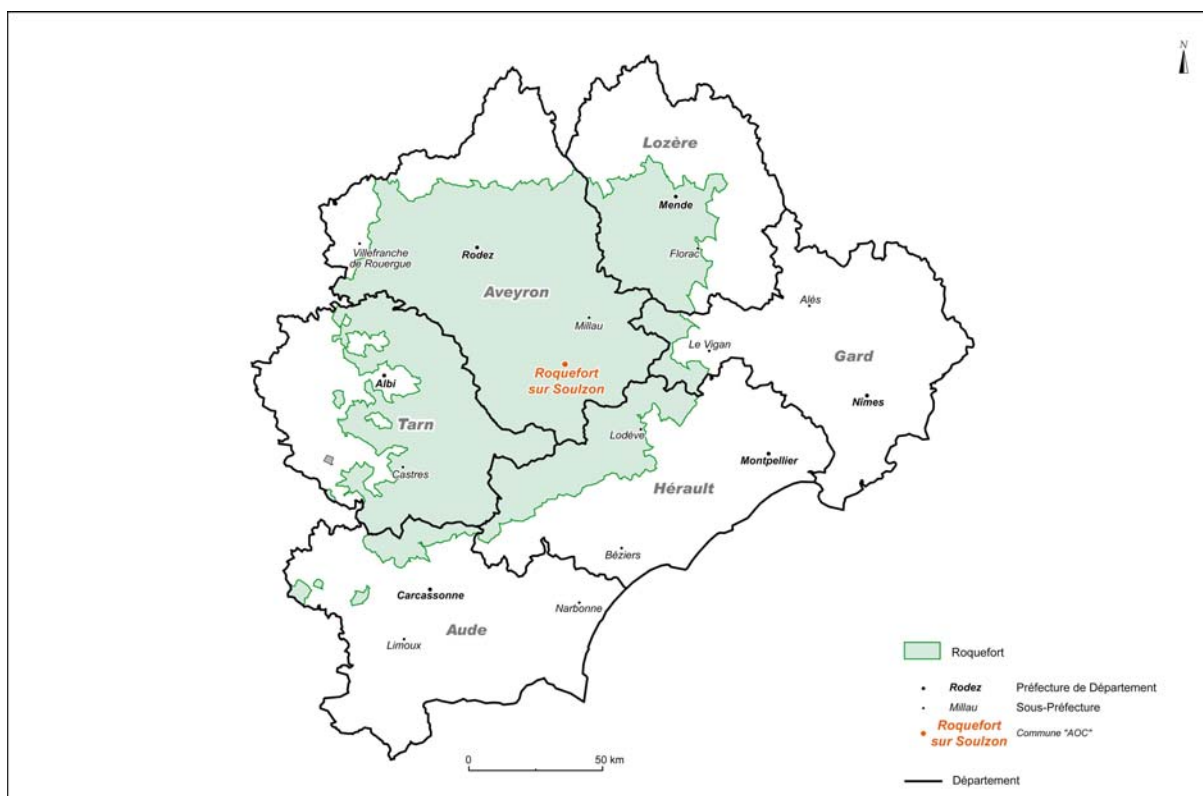 N
Lozère
Mende
Villefranche
de Rouergue
Rodez
Florac
Aveyron
Alés
Millau
Le Vigan
Gard
Roquefort
sur Soulzon
Albi
Nîmes
Tarn
Lodéve
Montpellier
Castres
Hérault
Béziers
Carcassonne
Narbonne
Aude
Limoux
Roquefort
Rodez Préfecture de Département
Millau Sous-Préfecture
Roquefort
sur Soulzon Commune "AOC"
0 50 km
Département